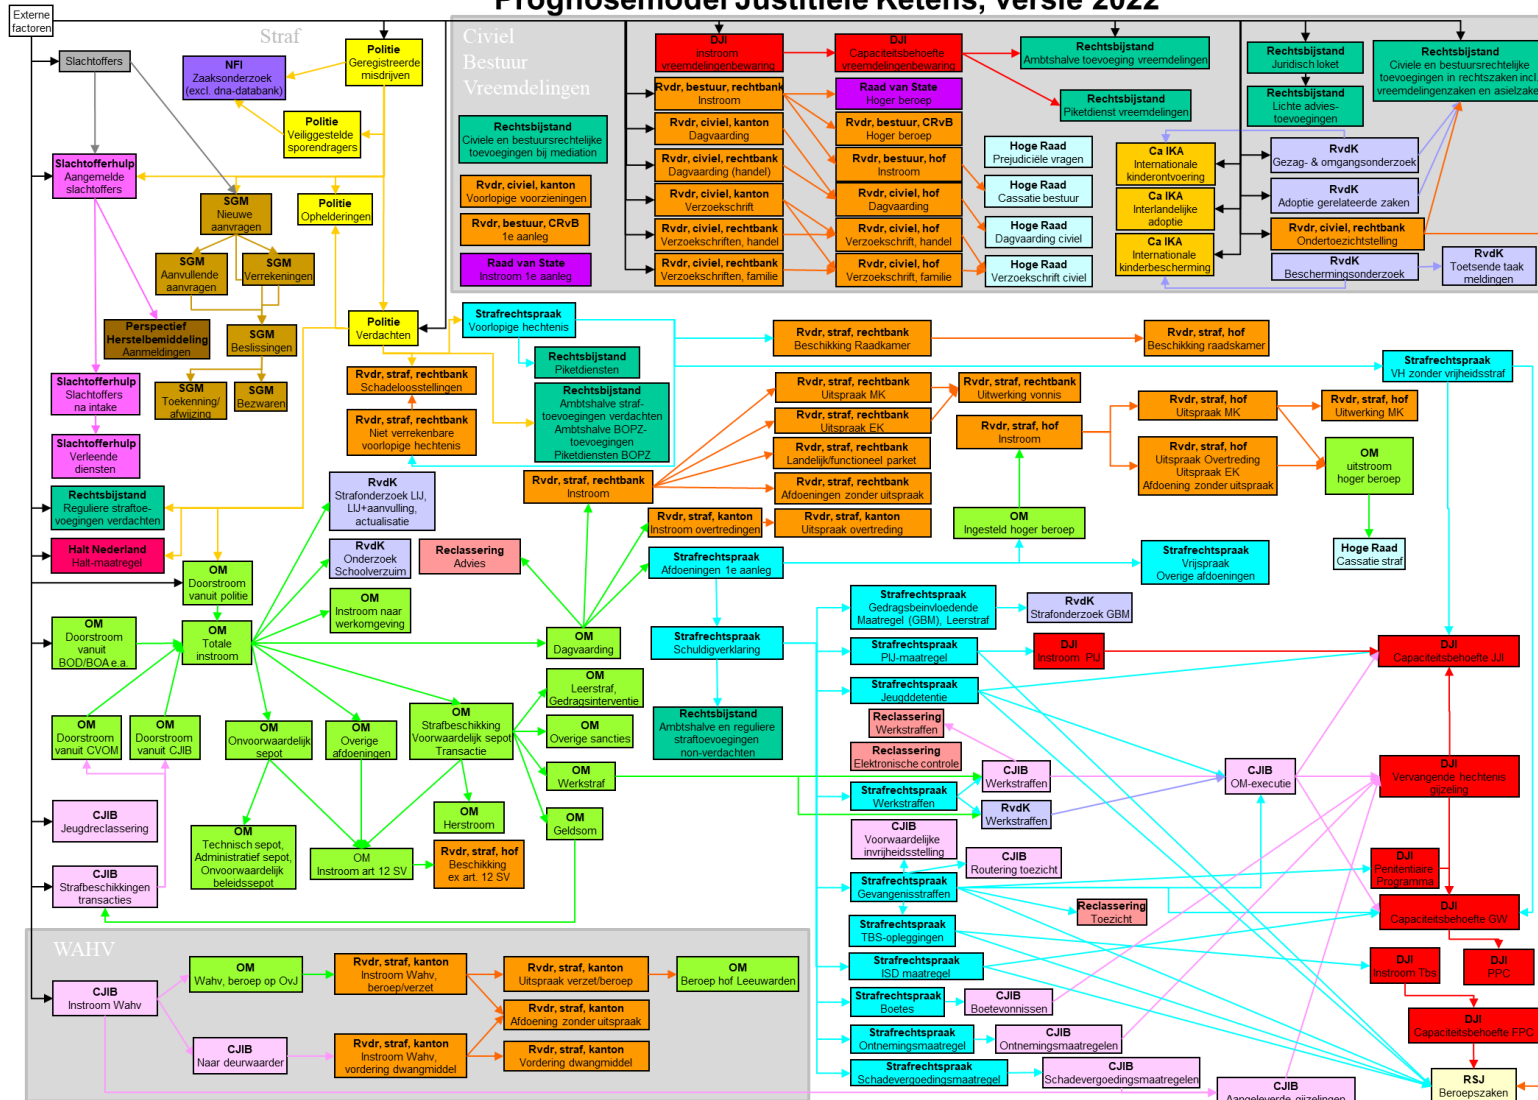 Prognosemodel Justitiële Ketens, versie 2022
Externe
factoren
Straf
Slachtoffers
NFI
Zaaksonderzoek
(excl. dna-databank)
Politie
Geregistreerde
misdrijven
Politie
Veiliggestelde
sporendragers
Slachtofferhulp
Aangemelde
slachtoffers
SGM
Nieuwe
aanvragen
Politie
Ophelderingen
SGM
Aanvullende
aanvragen
SGM
Verrekeningen
Perspectief
Herstelbemiddeling
Aanmeldingen
SGM
Beslissingen
Politie
Verdachten
Slachtofferhulp
Slachtoffers
na intake
SGM
Toekenning/
afwijzing
SGM
Bezwaren
Slachtofferhulp
Verleende
diensten
Rechtsbijstand
Reguliere straftoe-
voegingen verdachten
Halt Nederland
Halt-maatregel
Civiel
Bestuur
Vreemdelingen
Rechtsbijstand
Civiele en bestuursrechtelijke
toevoegingen bij mediation
Rvdr, civiel, kanton
Voorlopige voorzieningen
Rvdr, bestuur, CRvB
1e aanleg
Raad van State
Instroom 1e aanleg
DJI
instroom
vreemdelingenbewaring
Rvdr, bestuur, rechtbank
Instroom
Rvdr, civiel, kanton
Dagvaarding
Rvdr, civiel, rechtbank
Dagvaarding (handel)
Rvdr, civiel, kanton
Verzoekschrift
Rvdr, civiel, rechtbank
Verzoekschriften, handel
Rvdr, civiel, rechtbank
Verzoekschriften, familie
DJI
Capaciteitsbehoefte
vreemdelingenbewaring
Raad van State
Hoger beroep
Rvdr, bestuur, CRvB
Hoger beroep
Rvdr, bestuur, hof
Instroom
Rvdr, civiel, hof
Dagvaarding
Rvdr, civiel, hof
Verzoekschrift, handel
Rvdr, civiel, hof
Verzoekschrift, familie
Rechtsbijstand
Ambtshalve toevoeging vreemdelingen
Rechtsbijstand
Piketdienst vreemdelingen
Hoge Raad
Prejudiciële vragen
Hoge Raad
Cassatie bestuur
Hoge Raad
Dagvaarding civiel
Hoge Raad
Verzoekschrift civiel
Ca IKA
Internationale
kinderontvoering
Ca IKA
Interlandelijke
adoptie
Ca IKA
Internationale
kinderbescherming
Rechtsbijstand
Juridisch loket
Rechtsbijstand
Lichte advies-
toevoegingen
Rechtsbijstand
Civiele en bestuursrechtelijke
toevoegingen in rechtszaken incl.
vreemdelingenzaken en asielzake
RvdK
Gezag- & omgangsonderzoek
RvdK
Adoptie gerelateerde zaken
Rvdr, civiel, rechtbank
Ondertoezichtstelling
RvdK
Beschermingsonderzoek
RvdK
Toetsende taak
meldingen
Strafrechtspraak
Voorlopige hechtenis
Rechtsbijstand
Piketdiensten
Rvdr, straf, rechtbank
Schadeloosstellingen
Rvdr, straf, rechtbank
Niet verrekenbare
voorlopige hechtenis
Rechtsbijstand
Ambtshalve straf-
toevoegingen verdachten
Ambtshalve BOPZ-
toevoegingen
Piketdiensten BOPZ
Rvdr, straf, rechtbank
Beschikking Raadkamer
Rvdr, straf, hof
Beschikking raadskamer
Strafrechtspraak
VH zonder vrijheidsstraf
Rvdr, straf, rechtbank
Uitspraak MK
Rvdr, straf, rechtbank
Uitwerking vonnis
Rvdr, straf, rechtbank
Uitspraak EK
Rvdr, straf, rechtbank
Landelijk/functioneel parket
Rvdr, straf, rechtbank
Afdoeningen zonder uitspraak
Rvdr, straf, rechtbank
Instroom
Rvdr, straf, kanton
Instroom overtredingen
Rvdr, straf, kanton
Uitspraak overtreding
Rvdr, straf, hof
Instroom
Rvdr, straf, hof
Uitspraak MK
Rvdr, straf, hof
Uitwerking MK
Rvdr, straf, hof
Uitspraak Overtreding
Uitspraak EK
Afdoening zonder uitspraak
OM
uitstroom
hoger beroep
OM
Ingesteld hoger beroep
Hoge Raad
Cassatie straf
RvdK
Strafonderzoek LIJ,
LIJ+aanvulling,
actualisatie
RvdK
Onderzoek
Schoolverzuim
Reclassering
Advies
OM
Doorstroom
vanuit politie
OM
Instroom naar
werkomgeving
OM
Doorstroom
vanuit
BOD/BOA e.a.
OM
Totale
instroom
OM
Dagvaarding
Strafrechtspraak
Afdoeningen 1e aanleg
Strafrechtspraak
Vrijspraak
Overige afdoeningen
Strafrechtspraak
Schuldigverklaring
Rechtsbijstand
Ambtshalve en reguliere
straftoevoegingen
non-verdachten
OM
Doorstroom
vanuit CVOM
OM
Doorstroom
vanuit CJIB
OM
Onvoorwaardelijk
sepot
OM
Overige
afdoeningen
OM
Strafbeschikking
Voorwaardelijk sepot
Transactie
OM
Leerstraf,
Gedragsinterventie
OM
Overige sancties
OM
Werkstraf
OM
Geldsom
OM
Herstroom
CJIB
Jeugdreclassering
CJIB
Strafbeschikkingen
transacties
OM
Technisch sepot,
Administratief sepot,
Onvoorwaardelijk
beleidssepot
OM
Instroom art 12 SV
Rvdr, straf, hof
Beschikking
ex art. 12 SV
Strafrechtspraak
Gedragsbeinvloedende
Maatregel (GBM), Leerstraf
RvdK
Strafonderzoek GBM
Strafrechtspraak
PIJ-maatregel
DJI
Instroom PIJ
DJI
Capaciteitsbehoefte JJI
Strafrechtspraak
Jeugddetentie
Reclassering
Werkstraffen
Reclassering
Elektronische controle
Strafrechtspraak
Werkstraffen
CJIB
Werkstraffen
RvdK
Werkstraffen
CJIB
OM-executie
DJI
Vervangende hechtenis
gijzeling
CJIB
Voorwaardelijke
invrijheidsstelling
CJIB
Routering toezicht
Strafrechtspraak
Gevangenisstraffen
Reclassering
Toezicht
DJI
Penitentiaire
Programma
DJI
Capaciteitsbehoefte GW
Strafrechtspraak
TBS-opleggingen
Strafrechtspraak
ISD maatregel
DJI
Instroom Tbs
DJI
PPC
Strafrechtspraak
Boetes
CJIB
Boetevonnissen
DJI
Capaciteitsbehoefte FPC
Strafrechtspraak
Ontnemingsmaatregel
CJIB
Ontnemingsmaatregelen
Strafrechtspraak
Schadevergoedingsmaatregel
CJIB
Schadevergoedingsmaatregelen
CJIB
Aangeleverde gijzelingen
RSJ
Beroepszaken
WAHV
CJIB
Instroom Wahv
OM
Wahv, beroep op OvJ
Rvdr, straf, kanton
Instroom Wahv,
beroep/verzet
Rvdr, straf, kanton
Uitspraak verzet/beroep
OM
Beroep hof Leeuwarden
Rvdr, straf, kanton
Afdoening zonder uitspraak
CJIB
Naar deurwaarder
Rvdr, straf, kanton
Instroom Wahv,
vordering dwangmiddel
Rvdr, straf, kanton
Vordering dwangmiddel